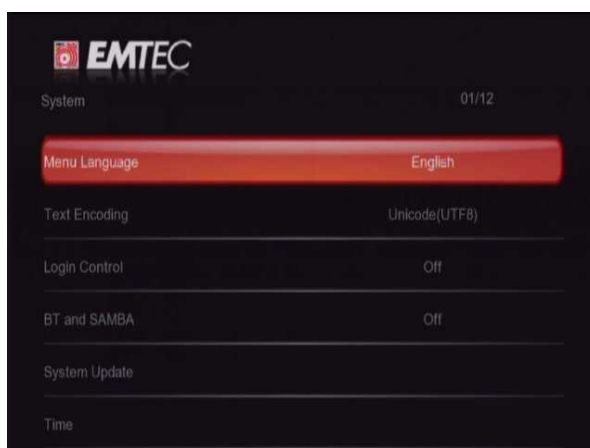 EMTEC
System 01/12
Menu Language English
Text Encoding Unicode(UTF8)
Login Control Off
BT and SAMBA Off
System Update
Time